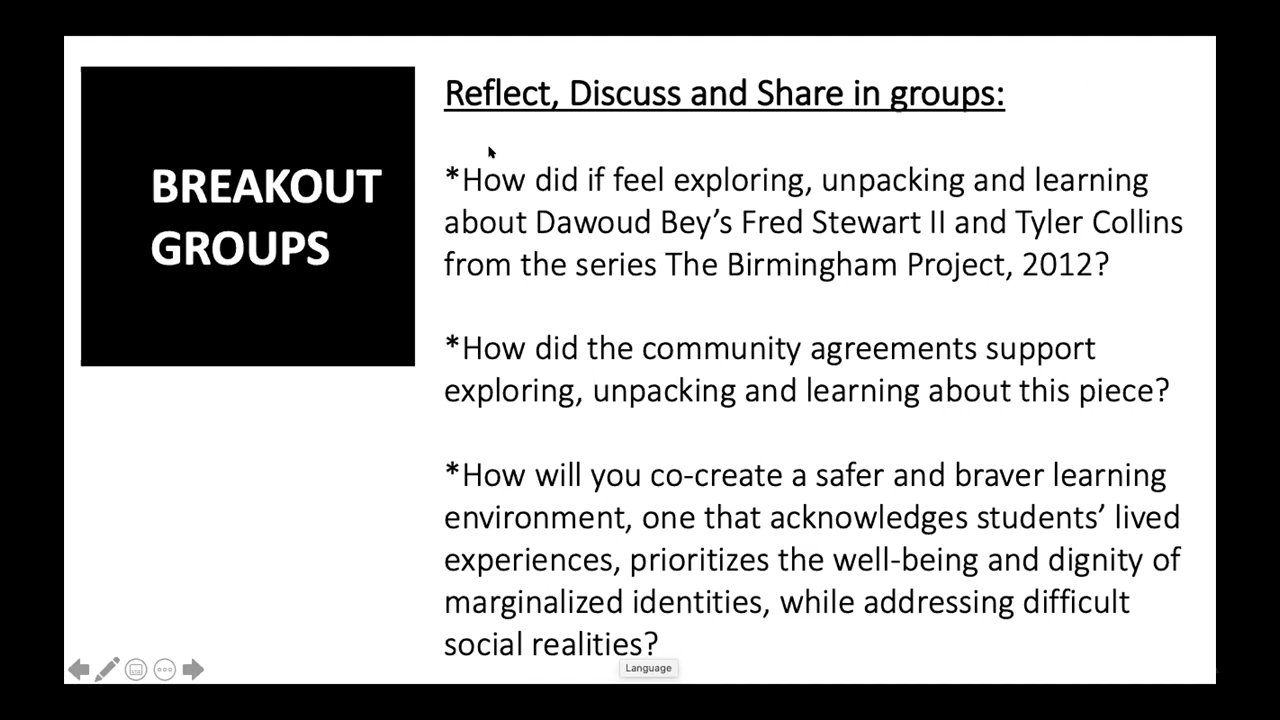 BREAKOUT
GROUPS
Reflect, Discuss and Share in groups:
*How did if feel exploring, unpacking and learning
about Dawoud Bey’s Fred Stewart II and Tyler Collins
from the series The Birmingham Project, 2012?
*How did the community agreements support
exploring, unpacking and learning about this piece?
*How will you co-create a safer and braver learning
environment, one that acknowledges students’ lived
experiences, prioritizes the well-being and dignity of
marginalized identities, while addressing difficult
social realities?
Language